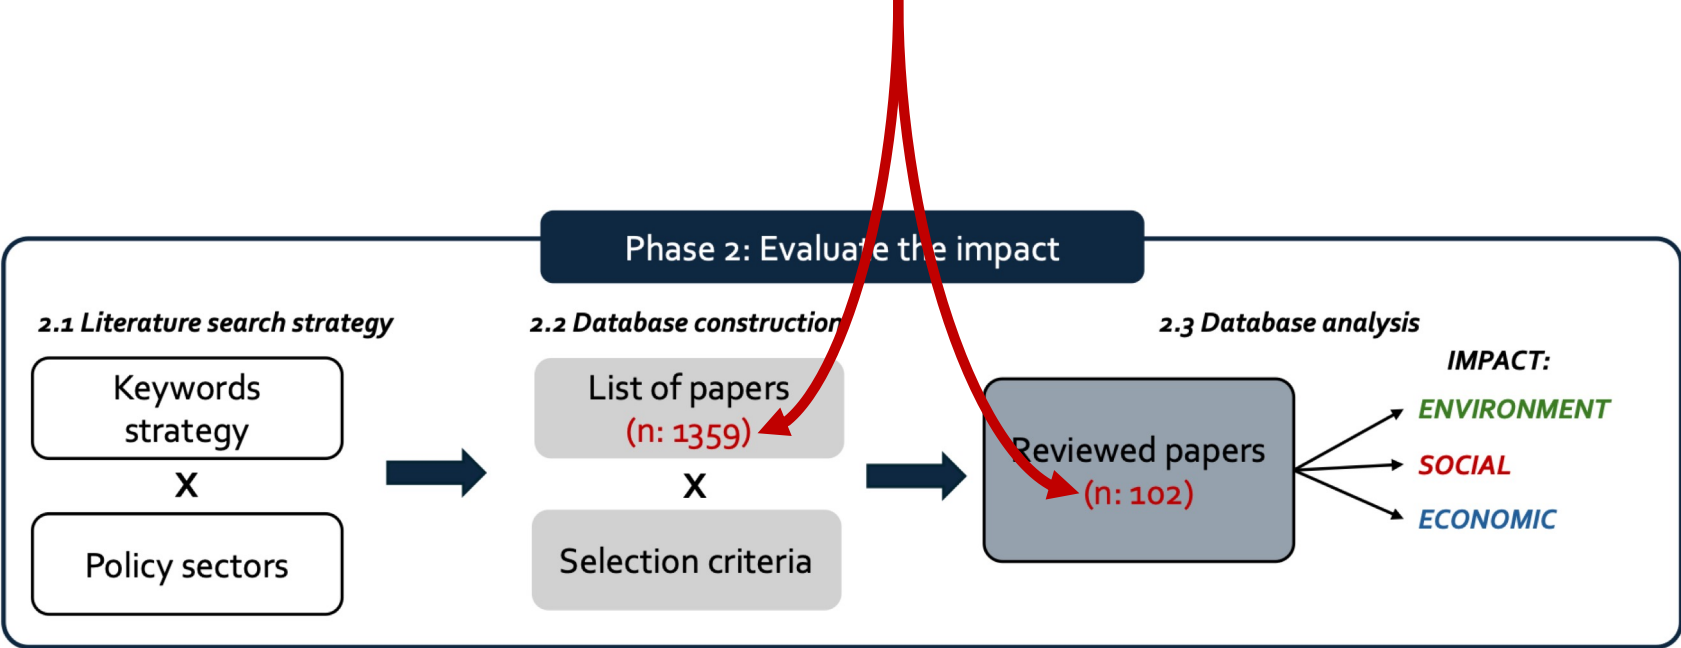 Phase 2: Evaluate the impact
2.1 Literature search strategy
Keywords
strategy
X
Policy sectors
2.2 Database construction
List of papers
(n: 1359)
X
Selection criteria
2.3 Database analysis
Reviewed papers
(n: 102)
IMPACT:
ENVIRONMENT
SOCIAL
ECONOMIC